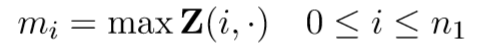 m_i = max Z(i, ·)   0 ≤ i ≤ n_1